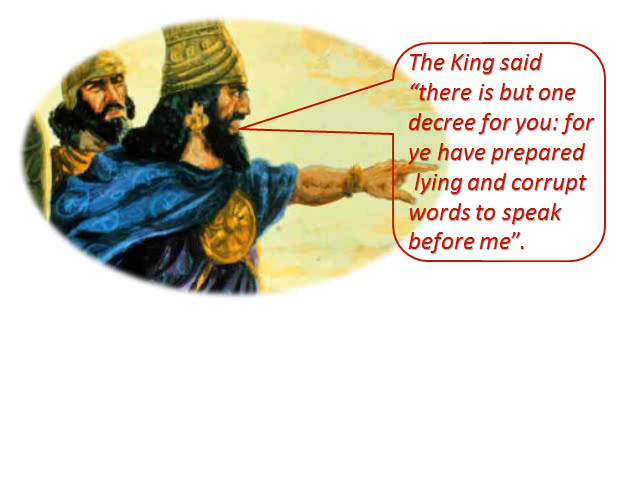 The King said
“there is but one
decree for you: for
ye have prepared
lying and corrupt
words to speak
before me”.